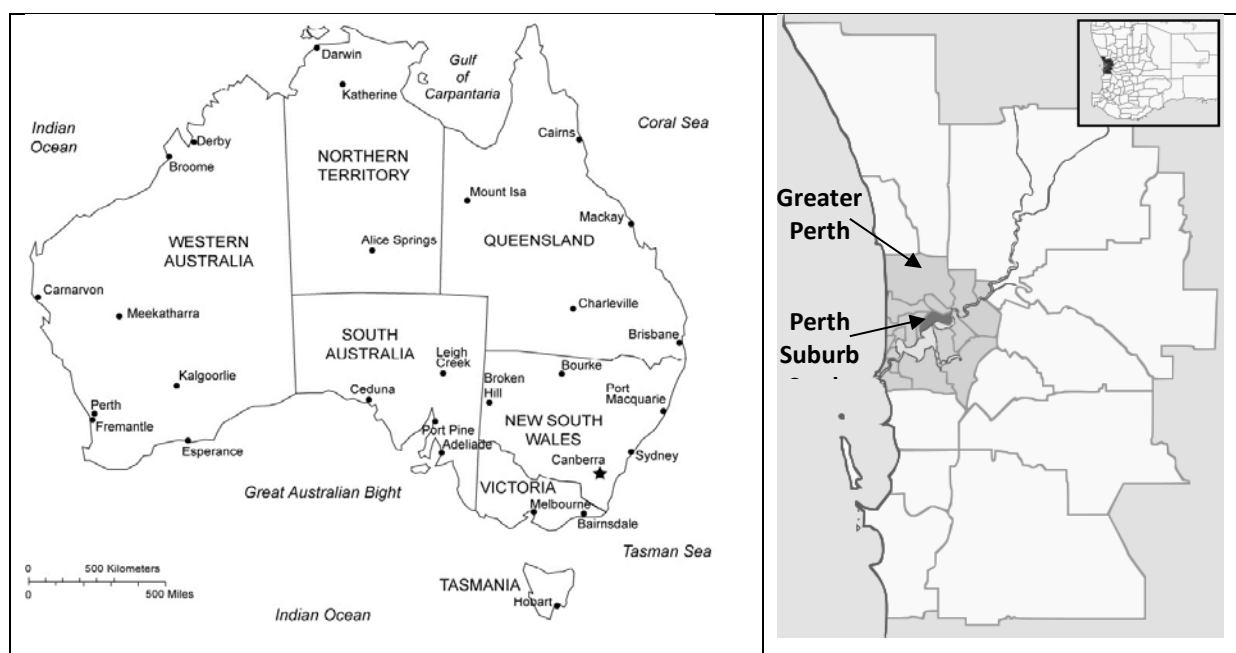 Darwin
Katherine
Gulf
of
Carpantaria
Indian
Ocean
Derby
Broome
Coral Sea
Cairns
NORTHERN
TERRITORY
Mount Isa
Mackay
WESTERN
AUSTRALIA
Alice Springs
QUEENSLAND
Carnarvon
Meekatharra
Charleville
SOUTH
AUSTRALIA
Brisbane
Leigh
Creek
Bourke
Kalgoorlie
Ceduna
Broken
Hill
Port
Macquarie
Perth
Fremantle
NEW SOUTH
WALES
Port Pine
Adeliade
Esperance
Canberra
Sydney
Great Australian Bight
VICTORIA
Melbourne
Bairnsdale
Tasman Sea
0 500 Kilometers
0 500 Miles
TASMANIA
Hobart
Indian Ocean
Greater
Perth
Perth
Suburb